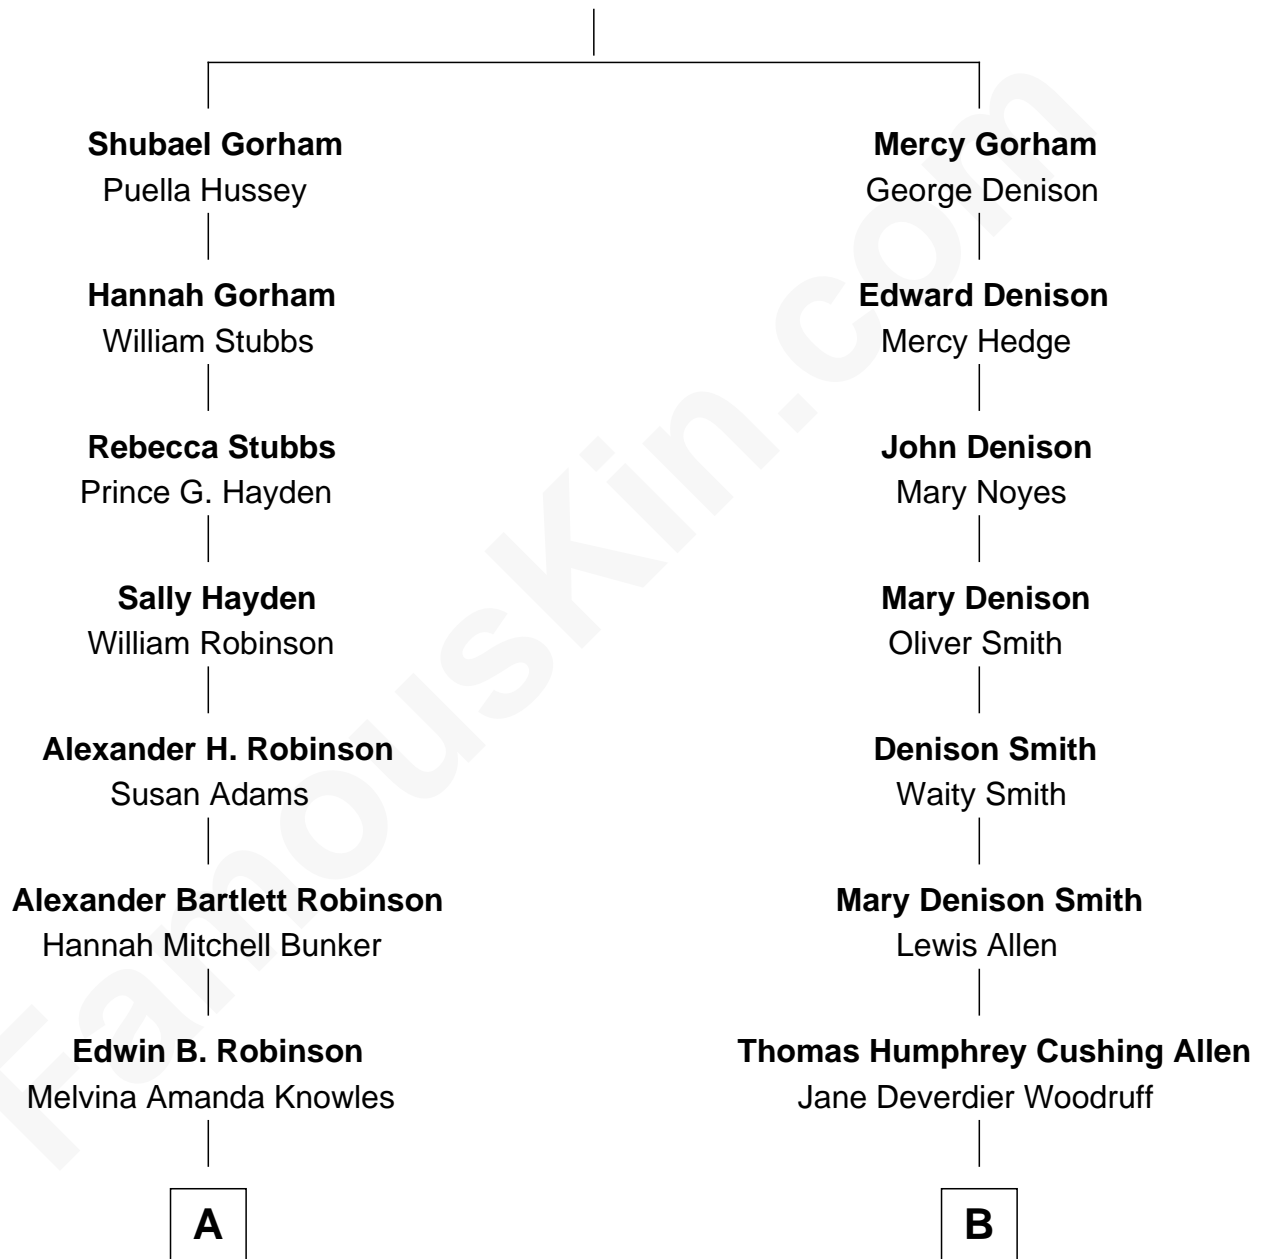 Shubael Gorham
Puella Hussey
Hannah Gorham
William Stubbs
Rebecca Stubbs
Prince G. Hayden
Sally Hayden
William Robinson
Alexander H. Robinson
Susan Adams
Alexander Bartlett Robinson
Hannah Mitchell Bunker
Edwin B. Robinson
Melvina Amanda Knowles
A
Mercy Gorham
George Denison
Edward Denison
Mercy Hedge
John Denison
Mary Noyes
Mary Denison
Oliver Smith
Denison Smith
Waity Smith
Mary Denison Smith
Lewis Allen
Thomas Humphrey Cushing Allen
Jane Deverdier Woodruff
B
FamousKin.com